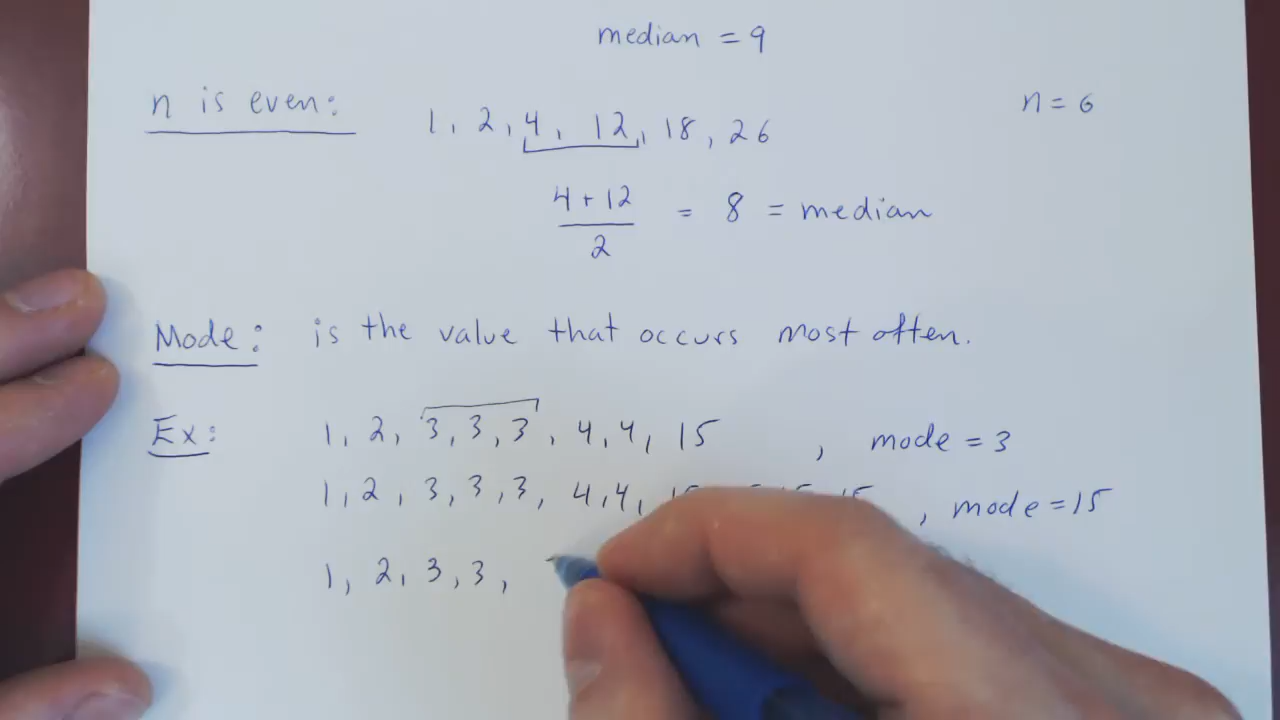 median = 9
n is even: 1, 2, 4, 12, 18, 26 n = 6
4 + 12
2
= 8 = median
Mode: is the value that occurs most often.
Ex: 1, 2, 3, 3, 3, 4, 4, 15 , mode = 3
1, 2, 3, 3, 3, 4, 4, , mode = 15
1, 2, 3, 3,